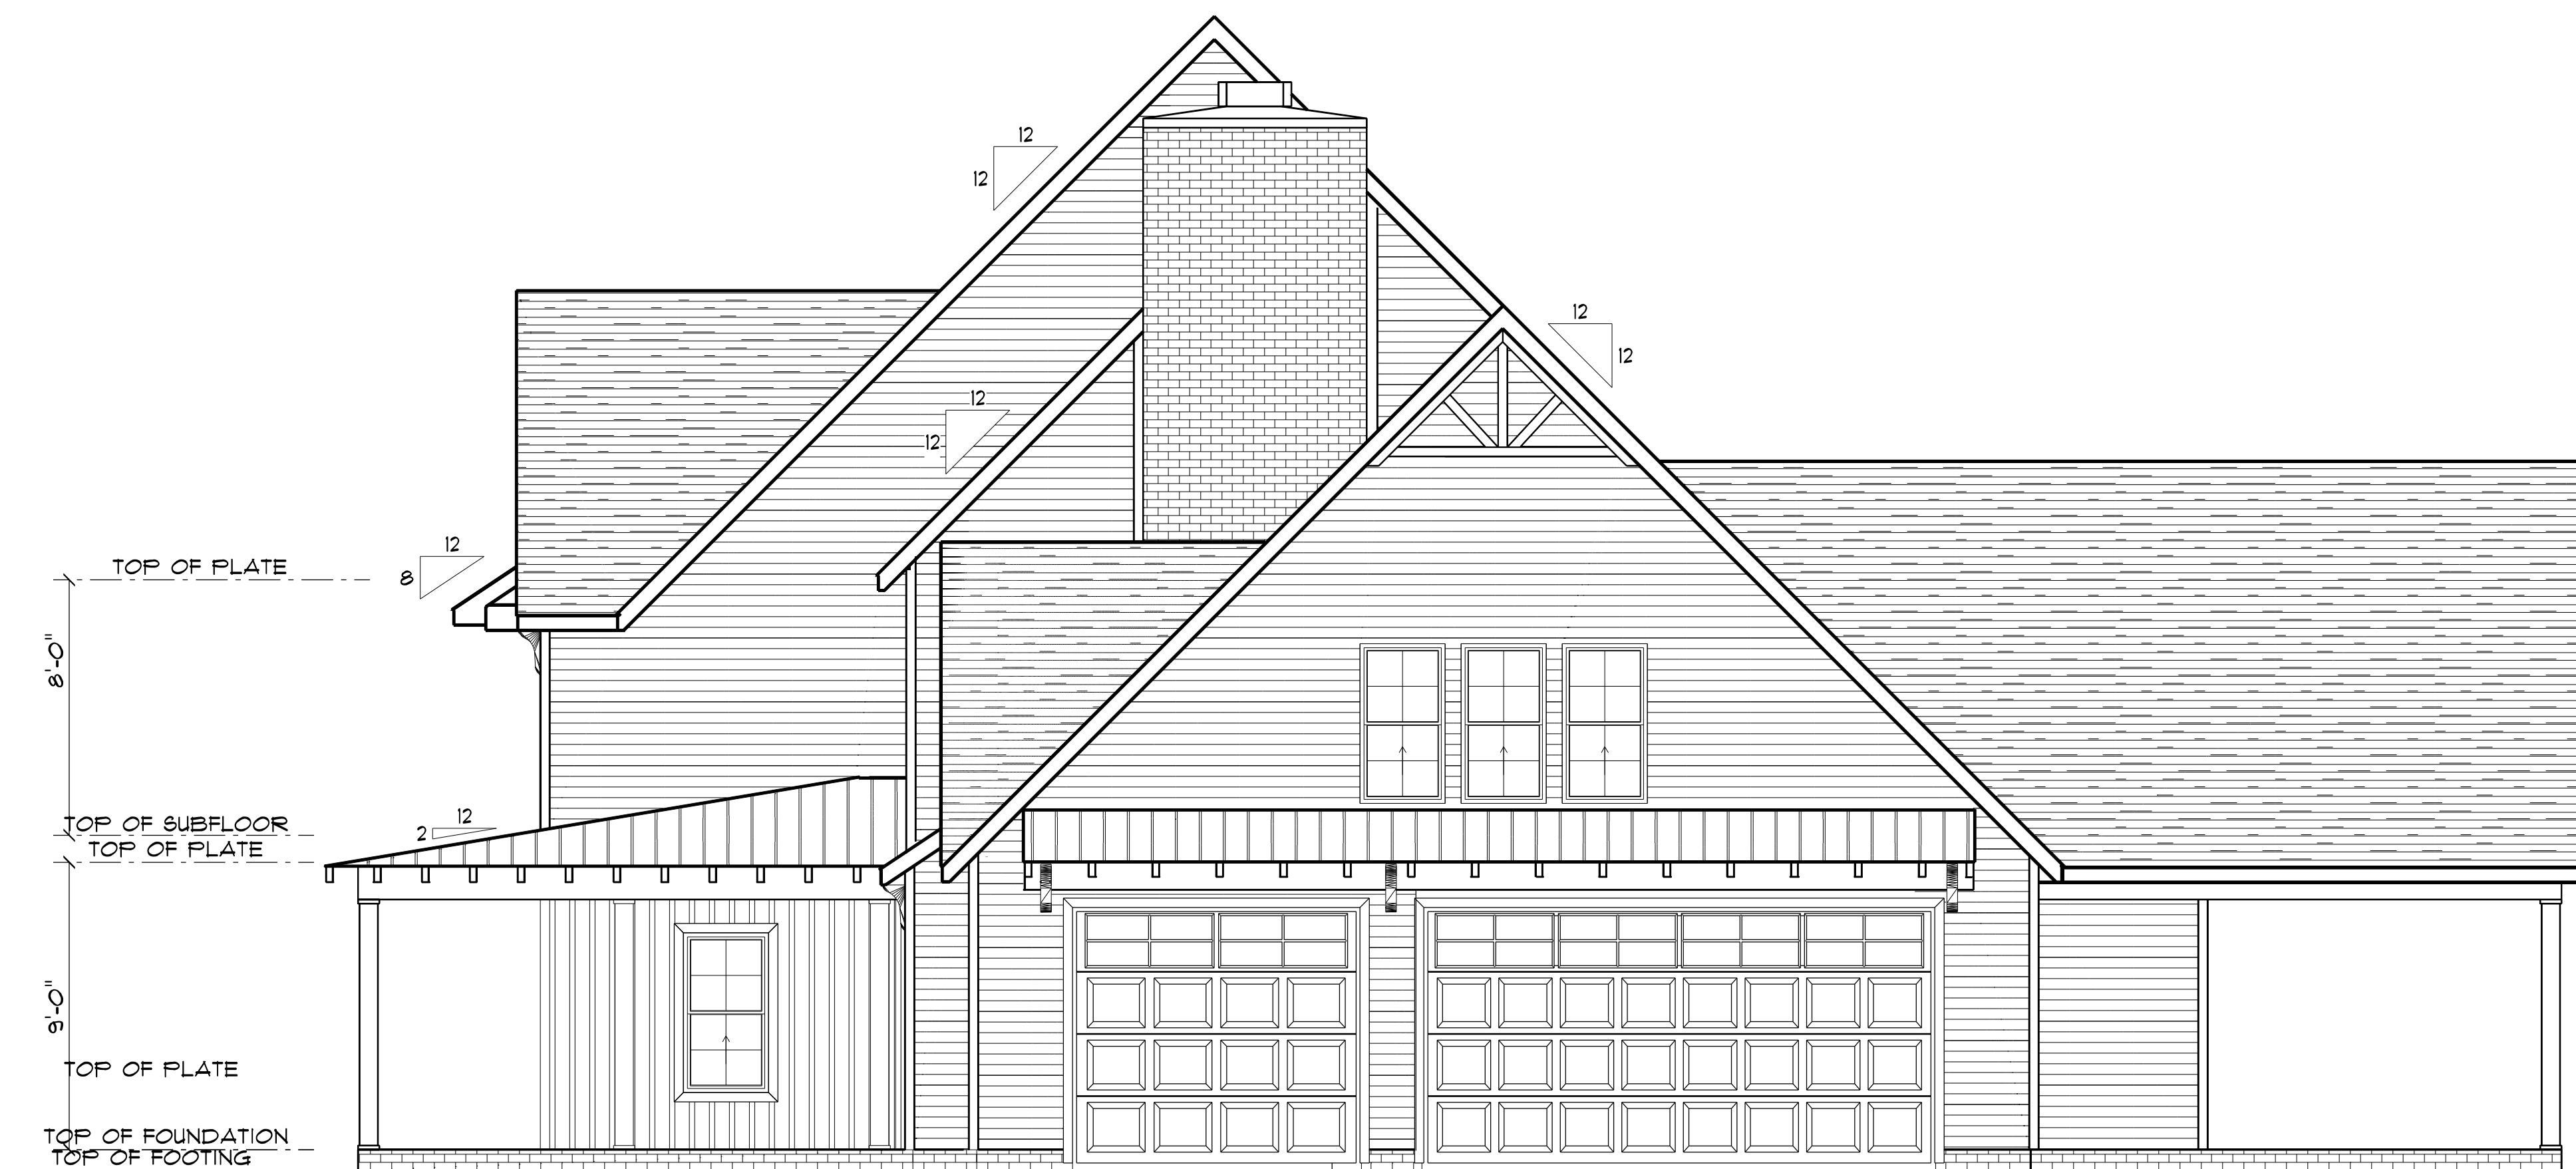 12
12
12
12
12
12
12
8
TOP OF PLATE
8'-0"
12
2
TOP OF SUBFLOOR
TOP OF PLATE
9'-0"
TOP OF PLATE
TOP OF FOUNDATION
TOP OF FOOTING